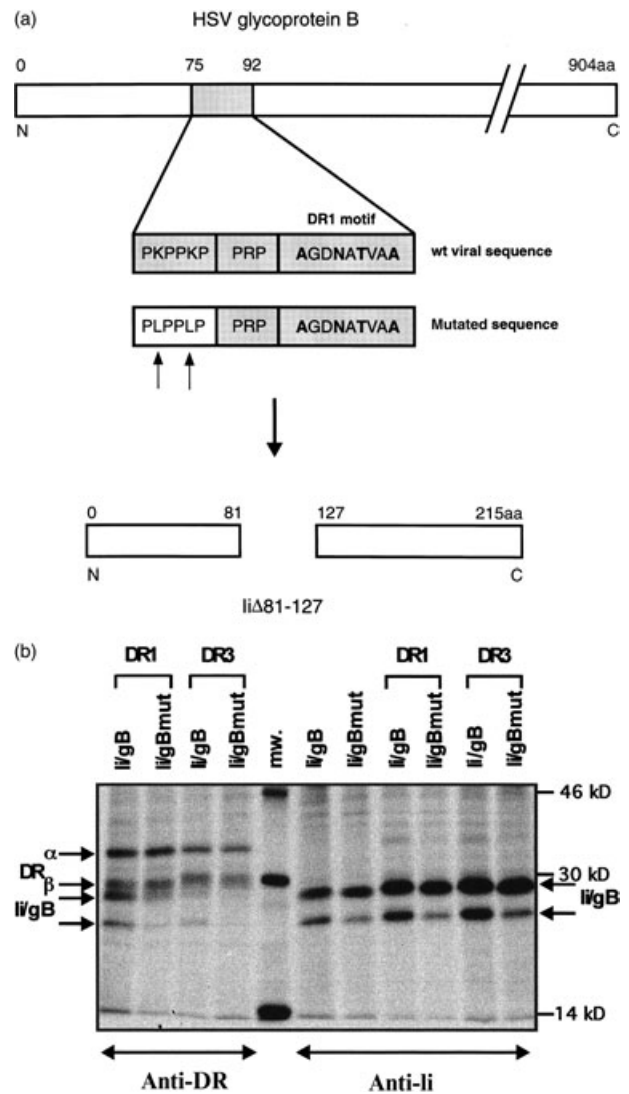 (a)
HSV glycoprotein B
0 75 92 904aa
N C
DR1 motif
PKPPKP PRP AGDNATVAA wt viral sequence
PLPPLP PRP AGDNATVAA Mutated sequence
0 81 127 215aa
N C
IiΔ81-127
(b)
DR1 DR3 DR1 DR3
Ii/gB Ii/gBmut Ii/gB Ii/gBmut mw. Ii/gB Ii/gBmut Ii/gB Ii/gBmut Ii/gB Ii/gBmut
46 kD
α
30 kD
DR
β
Ii/gB Ii/gB
14 kD
Anti-DR Anti-Ii